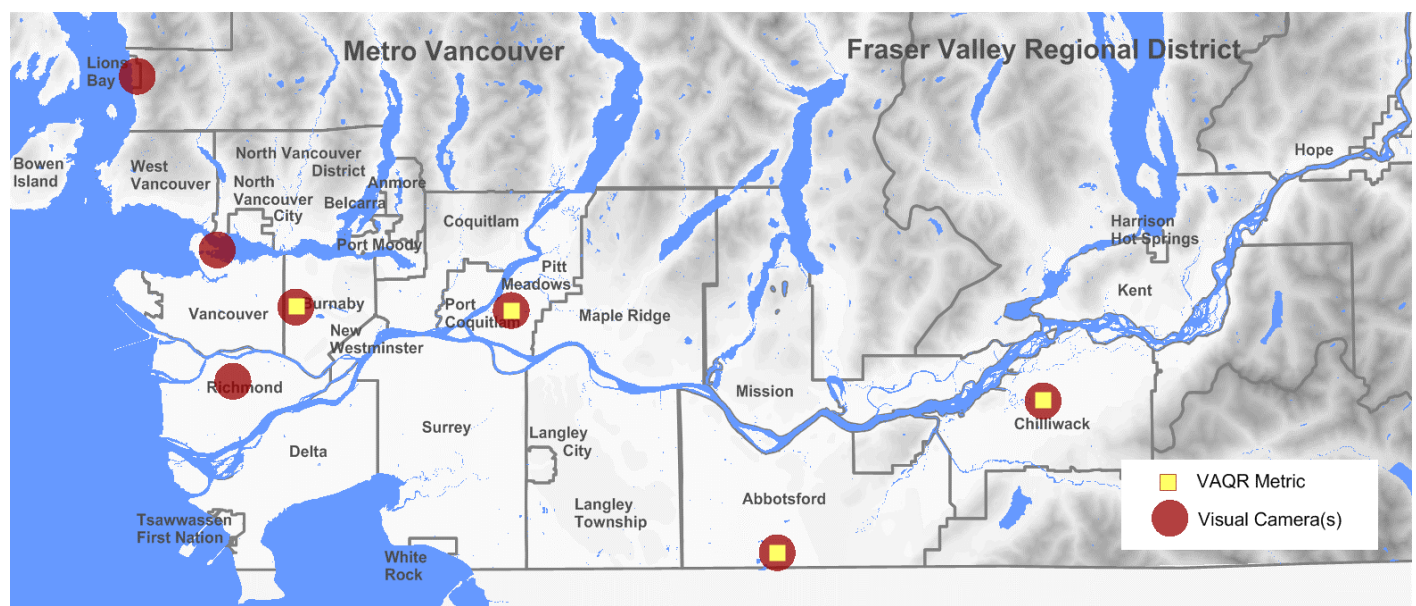 Metro Vancouver
Fraser Valley Regional District
Lions
Bay
Bowen
Island
West
Vancouver
North Vancouver
District
North
Vancouver
City
Anmore
Belcarra
Port Moody
Coquitlam
Pitt
Meadows
Port
Coquitlam
Vancouver
Burnaby
New
Westminster
Maple Ridge
Richmond
Mission
Hope
Harrison
Hot Springs
Kent
Chilliwack
Delta
Surrey
Langley
City
Langley
Township
Abbotsford
Tsawwassen
First Nation
White
Rock
VAQR Metric
Visual Camera(s)